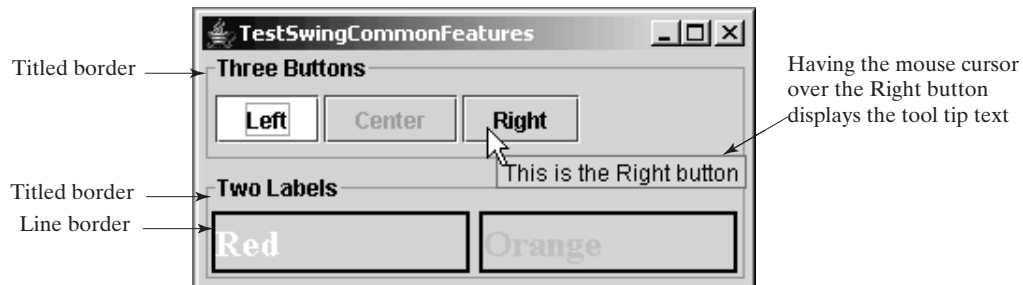 TestSwingCommonFeatures
Titled border
Three Buttons
Left Center Right
This is the Right button
Having the mouse cursor
over the Right button
displays the tool tip text
Titled border
Two Labels
Line border
Red Orange